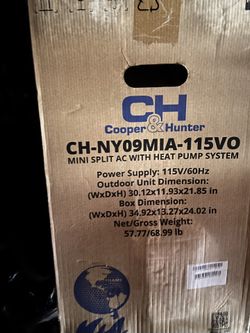 CH
Cooper&Hunter
CH-NY09MIA-115VO
MINI SPLIT AC WITH HEAT PUMP SYSTEM
Power Supply: 115V/60Hz
Outdoor Unit Dimension:
(WxDxH) 30.12x11.93x21.85 in
Box Dimension:
(WxDxH) 34.92x13.27x24.02 in
Net/Gross Weight:
57.77/68.99 lb